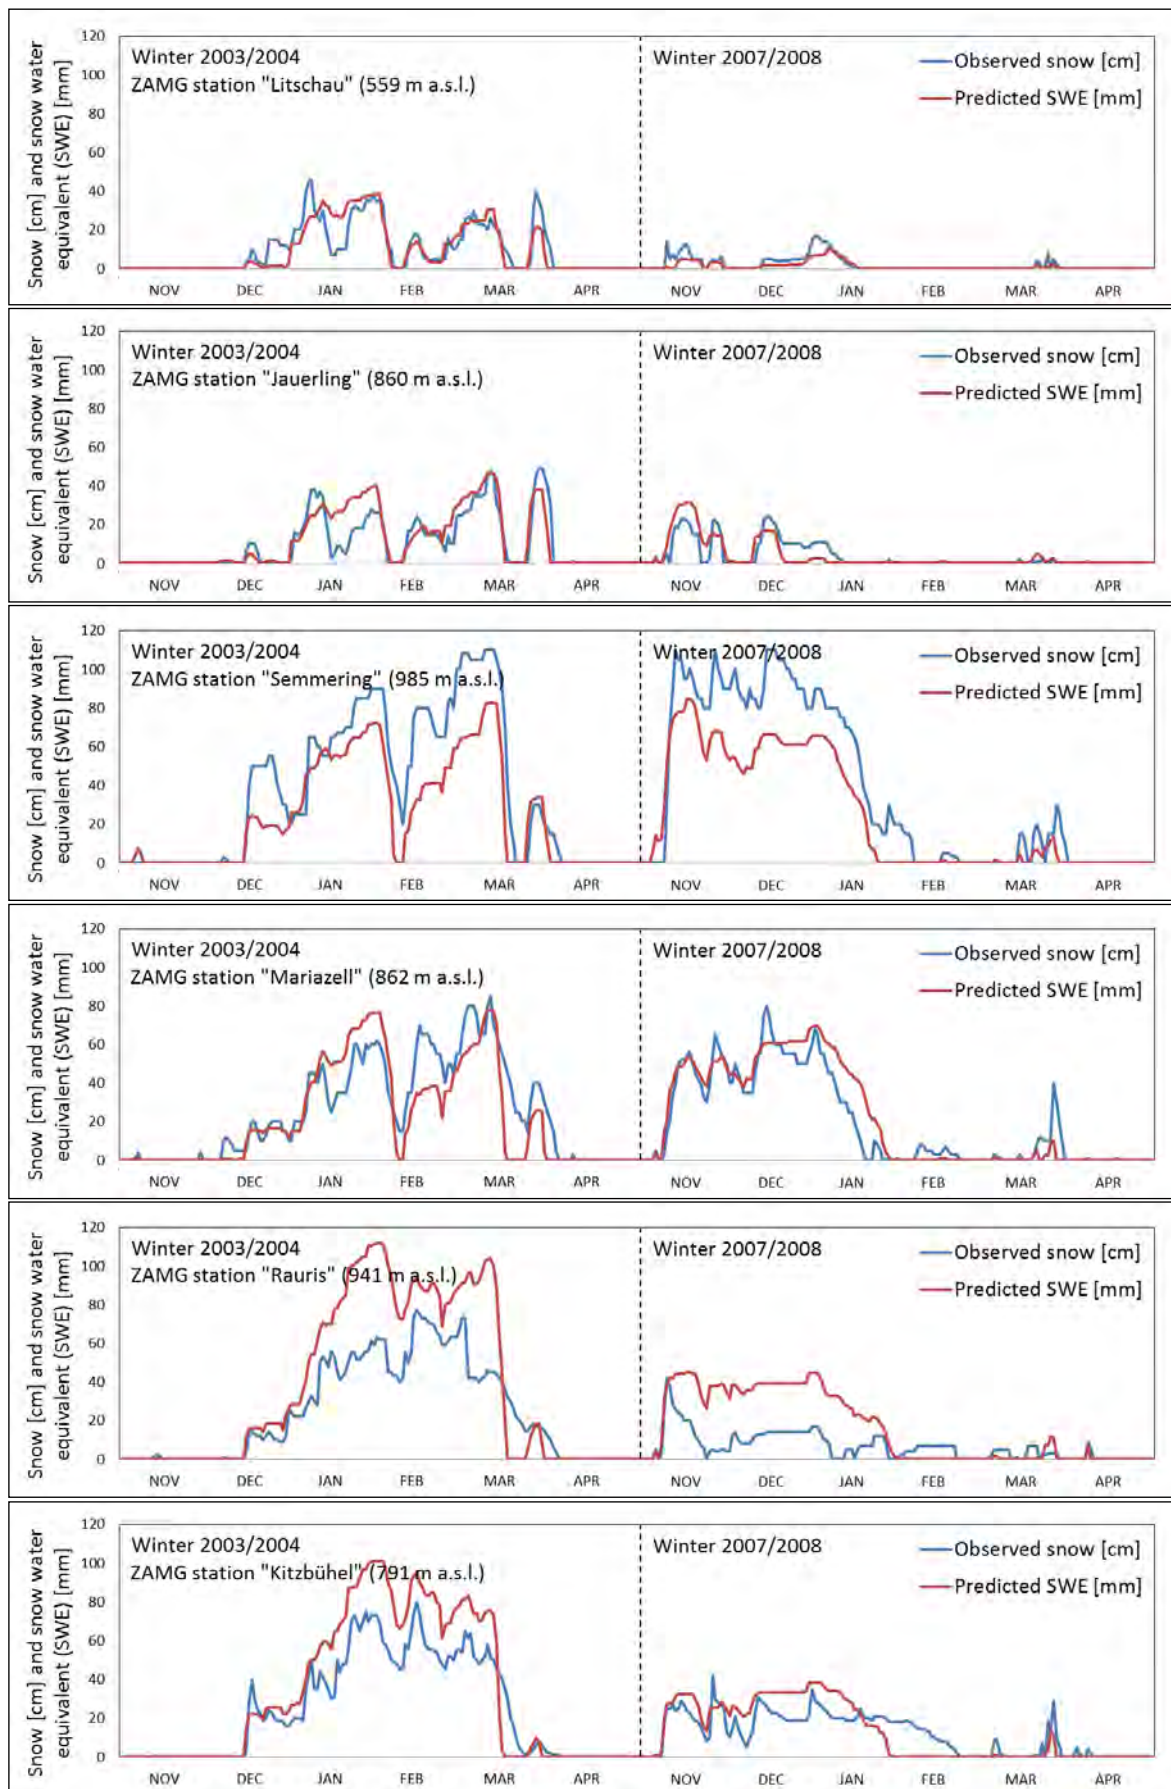 Snow [cm] and snow water
equivalent (SWE) [mm]
120
100
80
60
40
20
0
Winter 2003/2004
ZAMG station "Litschau" (559 m a.s.l.)
Winter 2007/2008
Observed snow [cm]
Predicted SWE [mm]
NOV DEC JAN FEB MAR APR NOV DEC JAN FEB MAR APR
Snow [cm] and snow water
equivalent (SWE) [mm]
120
100
80
60
40
20
0
Winter 2003/2004
ZAMG station "Jauerling" (860 m a.s.l.)
Winter 2007/2008
Observed snow [cm]
Predicted SWE [mm]
NOV DEC JAN FEB MAR APR NOV DEC JAN FEB MAR APR
Snow [cm] and snow water
equivalent (SWE) [mm]
120
100
80
60
40
20
0
Winter 2003/2004
ZAMG station "Semmering" (985 m a.s.l.)
Winter 2007/2008
Observed snow [cm]
Predicted SWE [mm]
NOV DEC JAN FEB MAR APR NOV DEC JAN FEB MAR APR
Snow [cm] and snow water
equivalent (SWE) [mm]
120
100
80
60
40
20
0
Winter 2003/2004
ZAMG station "Mariazell" (862 m a.s.l.)
Winter 2007/2008
Observed snow [cm]
Predicted SWE [mm]
NOV DEC JAN FEB MAR APR NOV DEC JAN FEB MAR APR
Snow [cm] and snow water
equivalent (SWE) [mm]
120
100
80
60
40
20
0
Winter 2003/2004
ZAMG station "Rauris" (941 m a.s.l.)
Winter 2007/2008
Observed snow [cm]
Predicted SWE [mm]
NOV DEC JAN FEB MAR APR NOV DEC JAN FEB MAR APR
Snow [cm] and snow water
equivalent (SWE) [mm]
120
100
80
60
40
20
0
Winter 2003/2004
ZAMG station "Kitzbühel" (791 m a.s.l.)
Winter 2007/2008
Observed snow [cm]
Predicted SWE [mm]
NOV DEC JAN FEB MAR APR NOV DEC JAN FEB MAR APR